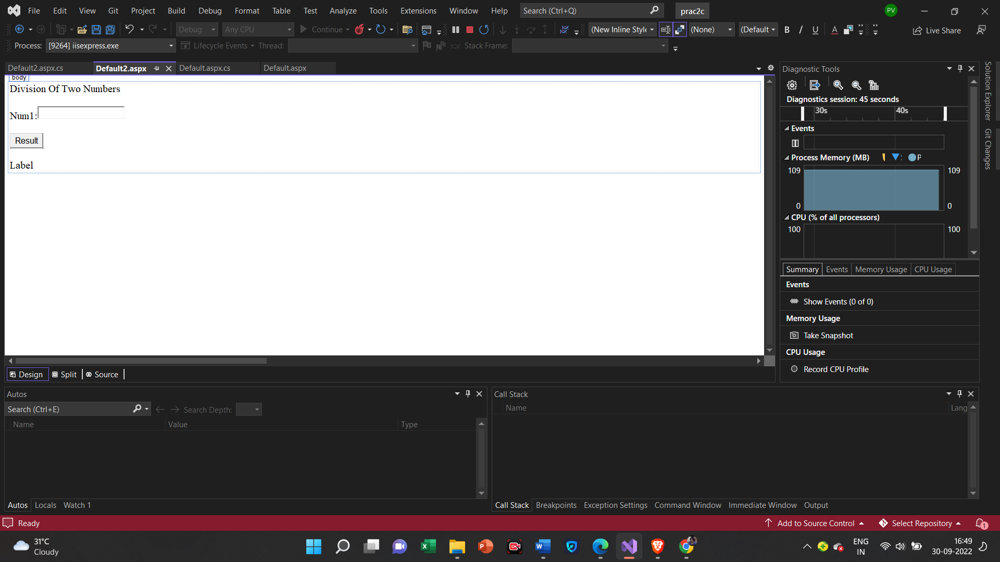 File Edit View Git Project Build Debug Format Table Test Analyze Tools Extensions Window Help Search (Ctrl+Q) prac2c PV
Debug Any CPU Continue (New Inline Style (None) (Default B I U A Live Share
Process: [9264] iisexpress.exe Lifecycle Events Thread: Stack Frame:
Default2.aspx.cs Default2.aspx Default.aspx.cs Default.aspx
body
Division Of Two Numbers
Num1:
Result
Label
Design Split Source
Diagnostic Tools
Diagnostics session: 45 seconds
30s 40s
Events
Process Memory (MB) P
109 109
0 0
CPU (% of all processors)
100 100
Summary Events Memory Usage CPU Usage
Events
Show Events (0 of 0)
Memory Usage
Take Snapshot
CPU Usage
Record CPU Profile
Solution Explorer
Git Changes
Autos
Search (Ctrl+E) Search Depth:
Name Value Type
Autos Locals Watch 1
Call Stack
Name Lang
Call Stack Breakpoints Exception Settings Command Window Immediate Window Output
Ready Add to Source Control Select Repository 1
31°C
Cloudy
ENG
IN
16:49
30-09-2022